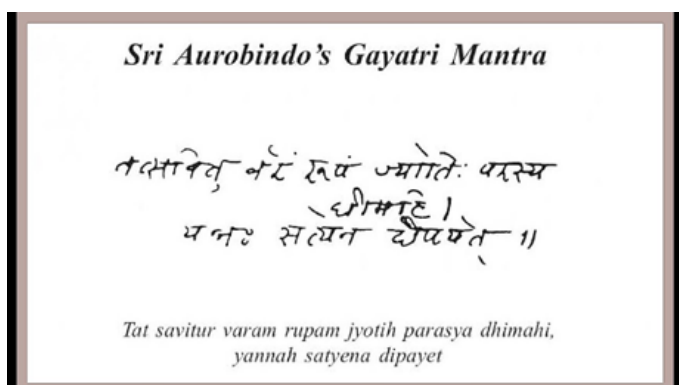 Sri Aurobindo's Gayatri Mantra
तत्सवितु र्वरं रूपं ज्योतिः परस्य
धीमहि ।
यन्नः सत्येन दीपयेत् ॥
Tat savitur varam rupam jyotih parasya dhimahi,
yannah satyena dipayet